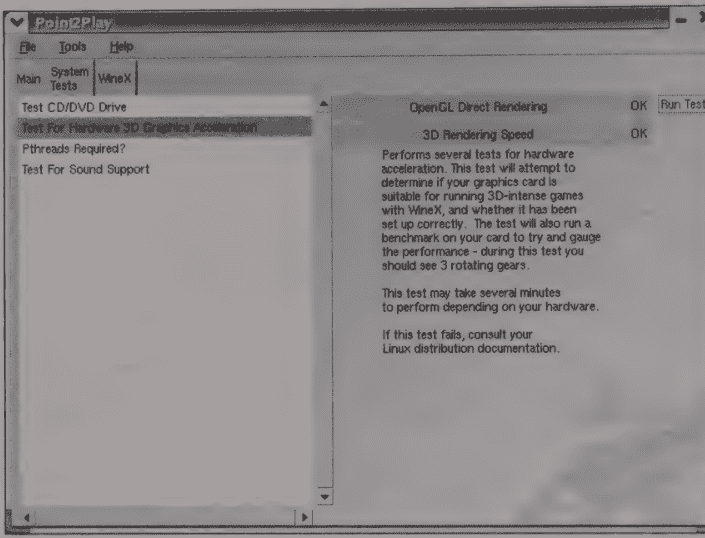 Point2Play
File Tools Help
Main System Tests WineX
Test CD/DVD Drive
Test For Hardware 3D Graphics Acceleration
Pthreads Required?
Test For Sound Support
OpenGL Direct Rendering OK Run Test
3D Rendering Speed OK
Performs several tests for hardware
acceleration. This test will attempt to
determine if your graphics card is
suitable for running 3D-intense games
with WineX, and whether it has been
set up correctly. The test will also run a
benchmark on your card to try and gauge
the performance - during this test you
should see 3 rotating gears.
This test may take several minutes
to perform depending on your hardware.
If this test fails, consult your
Linux distribution documentation.